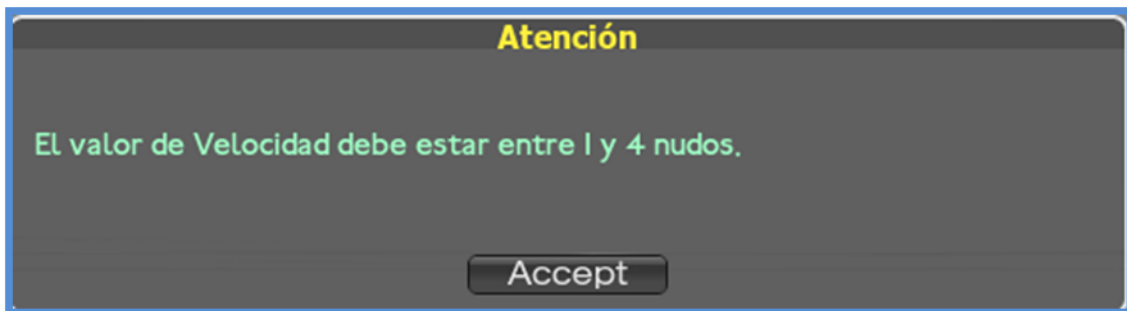 Atención
El valor de Velocidad debe estar entre 1 y 4 nudos.
Accept